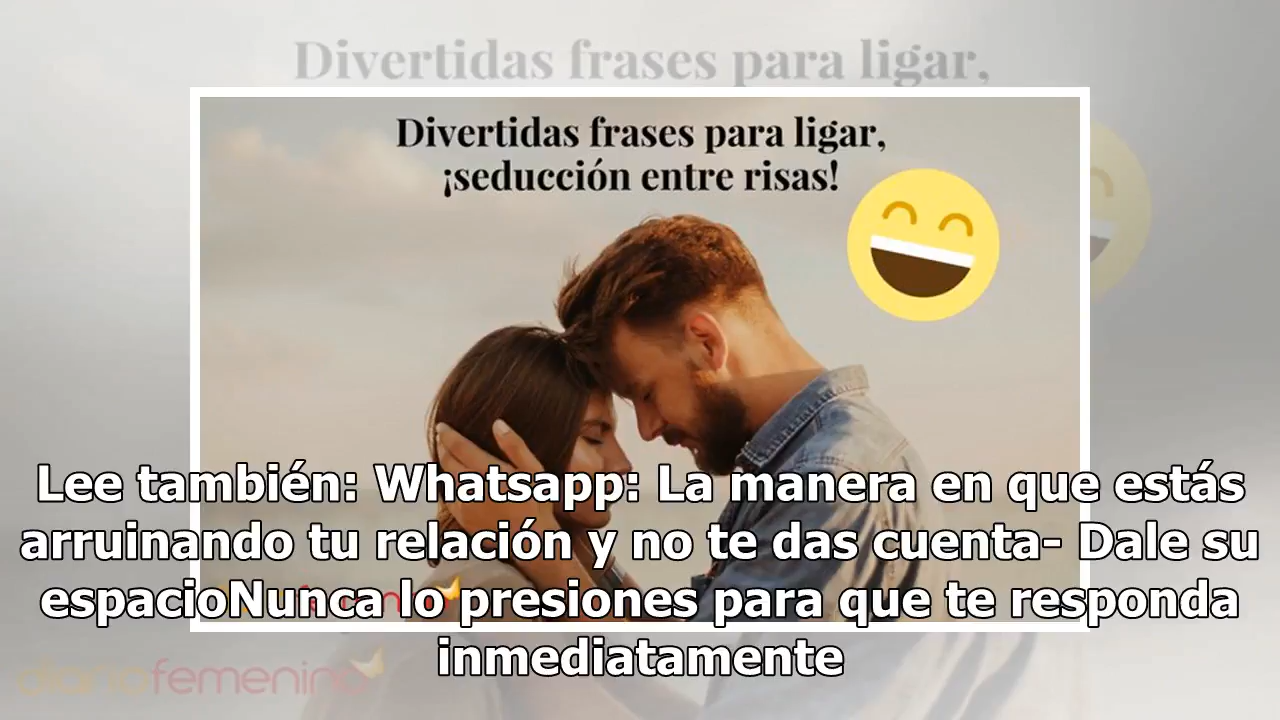 Divertidas frases para ligar,
Divertidas frases para ligar,
¡seducción entre risas!
Lee también: Whatsapp: La manera en que estás
arruinando tu relación y no te das cuenta- Dale su
espacioNunca lo presiones para que te responda
inmediatamente
diariofemenino